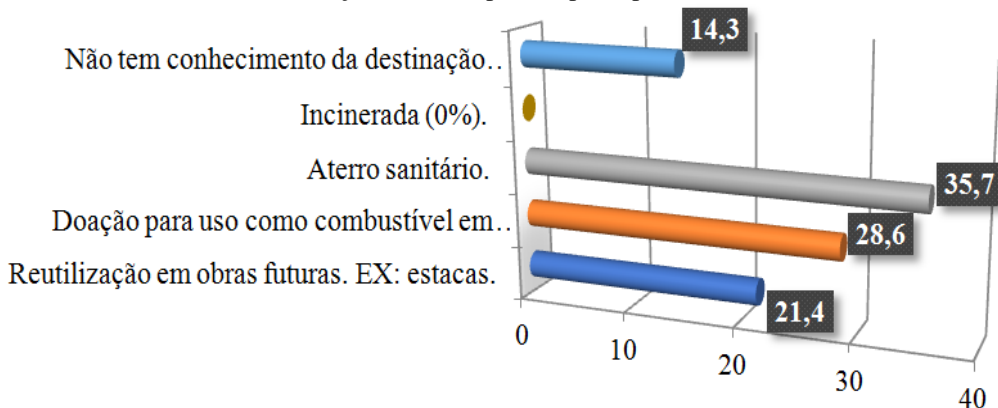 14,3
Não tem conhecimento da destinação..
Incinerada (0%).
Aterro sanitário.
35,7
Doação para uso como combustível em..
28,6
Reutilização em obras futuras. EX: estacas.
21,4
0
10
20
30
40